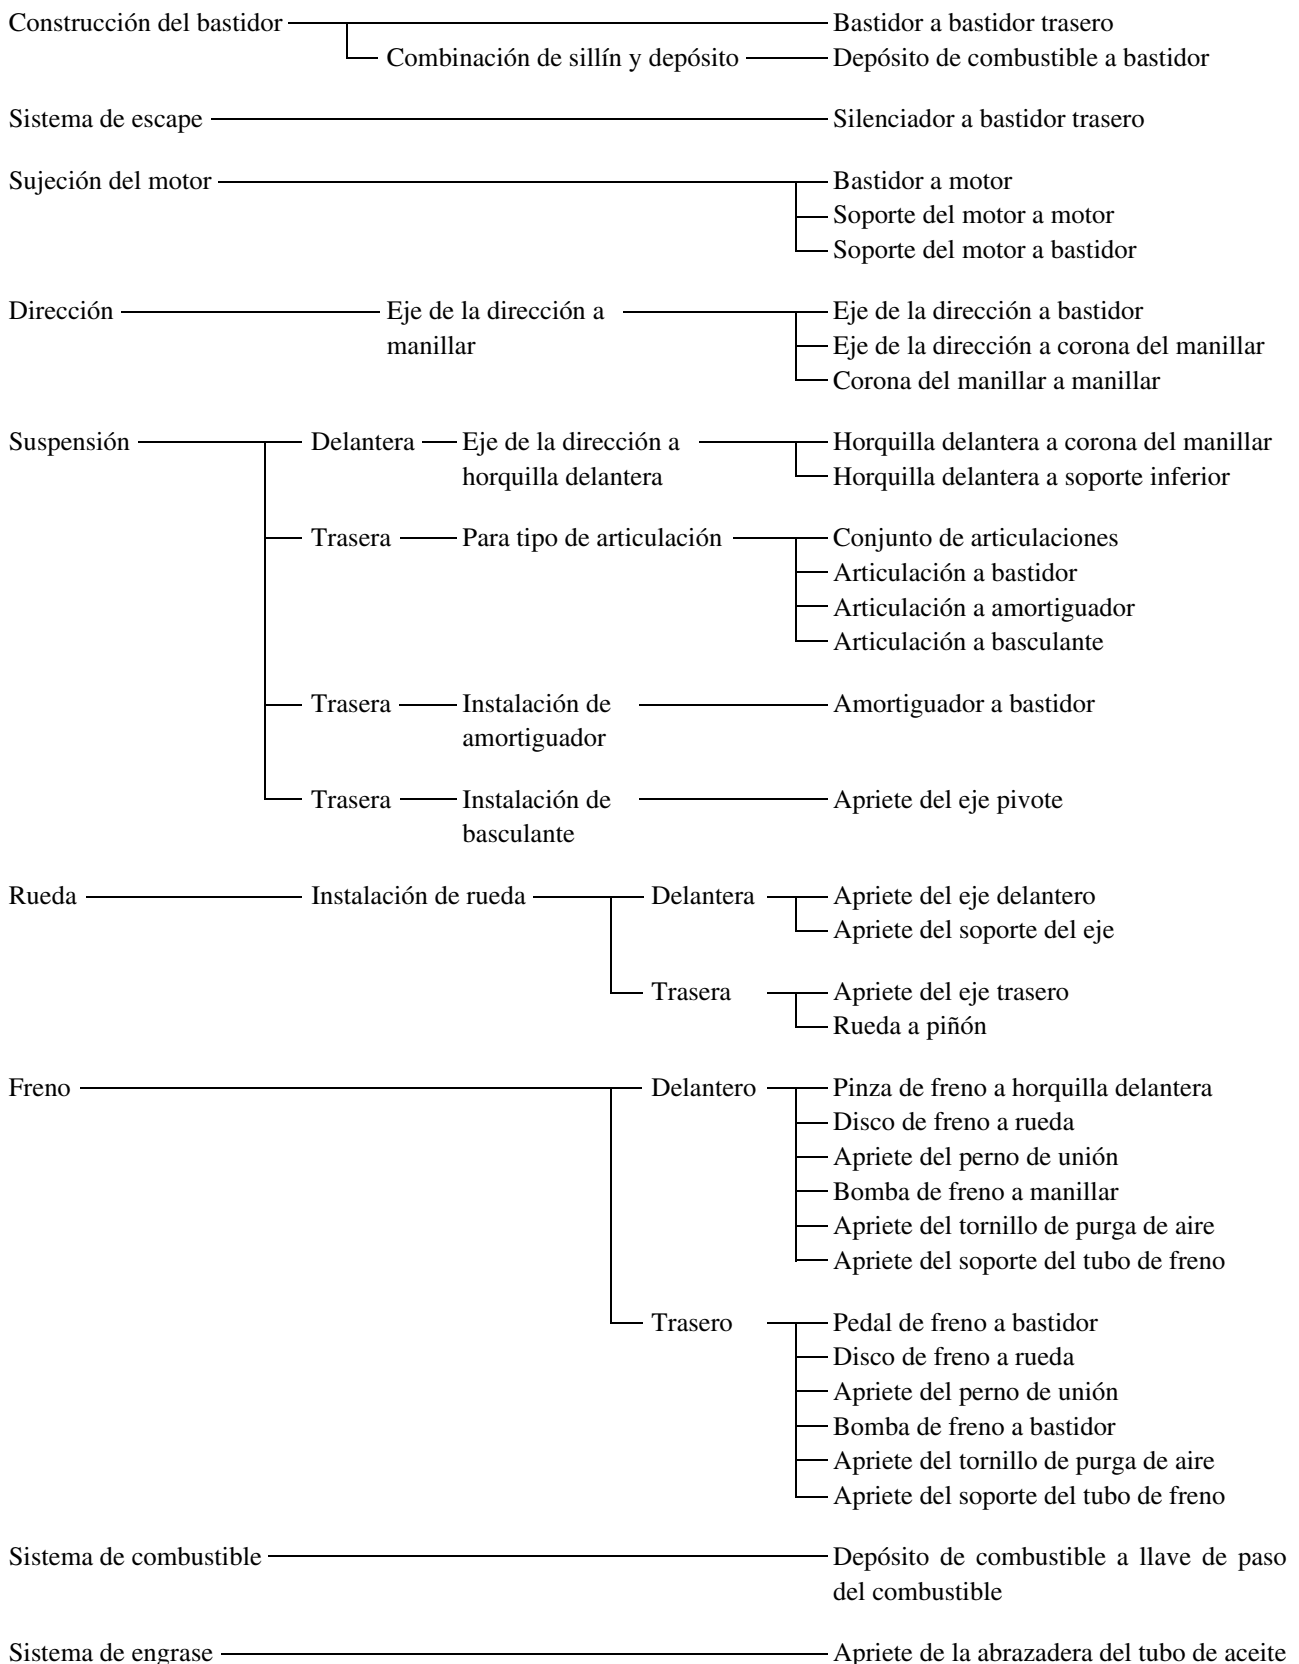 Construcción del bastidor Bastidor a bastidor trasero
Combinación de sillín y depósito Depósito de combustible a bastidor
Sistema de escape Silenciador a bastidor trasero
Sujeción del motor Bastidor a motor
Soporte del motor a motor
Soporte del motor a bastidor
Dirección Eje de la dirección a Eje de la dirección a bastidor
manillar Eje de la dirección a corona del manillar
Corona del manillar a manillar
Suspensión Delantera Eje de la dirección a Horquilla delantera a corona del manillar
horquilla delantera Horquilla delantera a soporte inferior
Trasera Para tipo de articulación Conjunto de articulaciones
Articulación a bastidor
Articulación a amortiguador
Articulación a basculante
Trasera Instalación de Amortiguador a bastidor
amortiguador
Trasera Instalación de Apriete del eje pivote
basculante
Rueda Instalación de rueda Delantera Apriete del eje delantero
Apriete del soporte del eje
Trasera Apriete del eje trasero
Rueda a piñón
Freno Delantero Pinza de freno a horquilla delantera
Disco de freno a rueda
Apriete del perno de unión
Bomba de freno a manillar
Apriete del tornillo de purga de aire
Apriete del soporte del tubo de freno
Trasero Pedal de freno a bastidor
Disco de freno a rueda
Apriete del perno de unión
Bomba de freno a bastidor
Apriete del tornillo de purga de aire
Apriete del soporte del tubo de freno
Sistema de combustible Depósito de combustible a llave de paso
del combustible
Sistema de engrase Apriete de la abrazadera del tubo de aceite